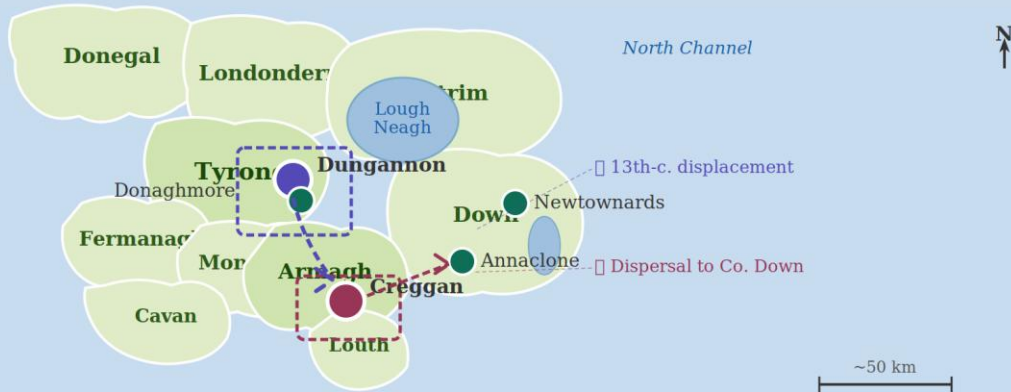 Donegal
North Channel
N
Londonder
trim
Lough
Neagh
Tyron
Dungannon
13th-c. displacement
Donaghmore
Newtownards
Down
Fermanag
Mon
Armagh
Annaclone
Dispersal to Co. Down
Creggan
Cavan
Louth
~50 km